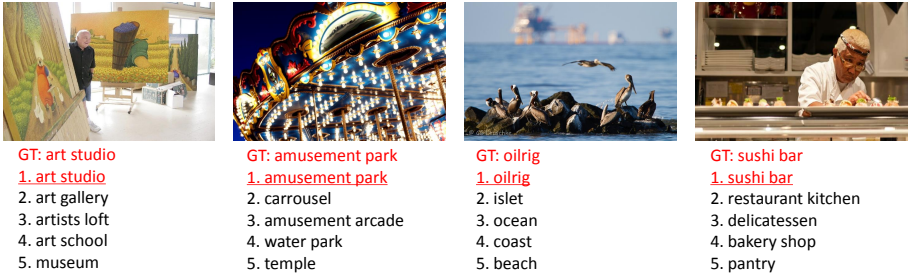 GT: art studio
1. art studio
2. art gallery
3. artists loft
4. art school
5. museum
GT: amusement park
1. amusement park
2. carrousel
3. amusement arcade
4. water park
5. temple
GT: oilrig
1. oilrig
2. islet
3. ocean
4. coast
5. beach
GT: sushi bar
1. sushi bar
2. restaurant kitchen
3. delicatessen
4. bakery shop
5. pantry